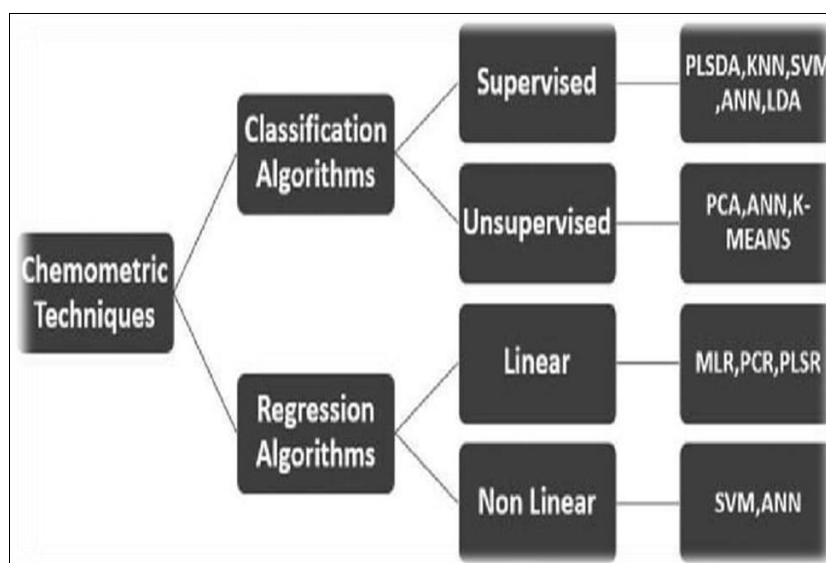 Chemometric
Techniques
Classification
Algorithms
Supervised
PLSDA,KNN,SVM
,ANN,LDA
Unsupervised
PCA,ANN,K-
MEANS
Regression
Algorithms
Linear
MLR,PCR,PLSR
Non Linear
SVM,ANN